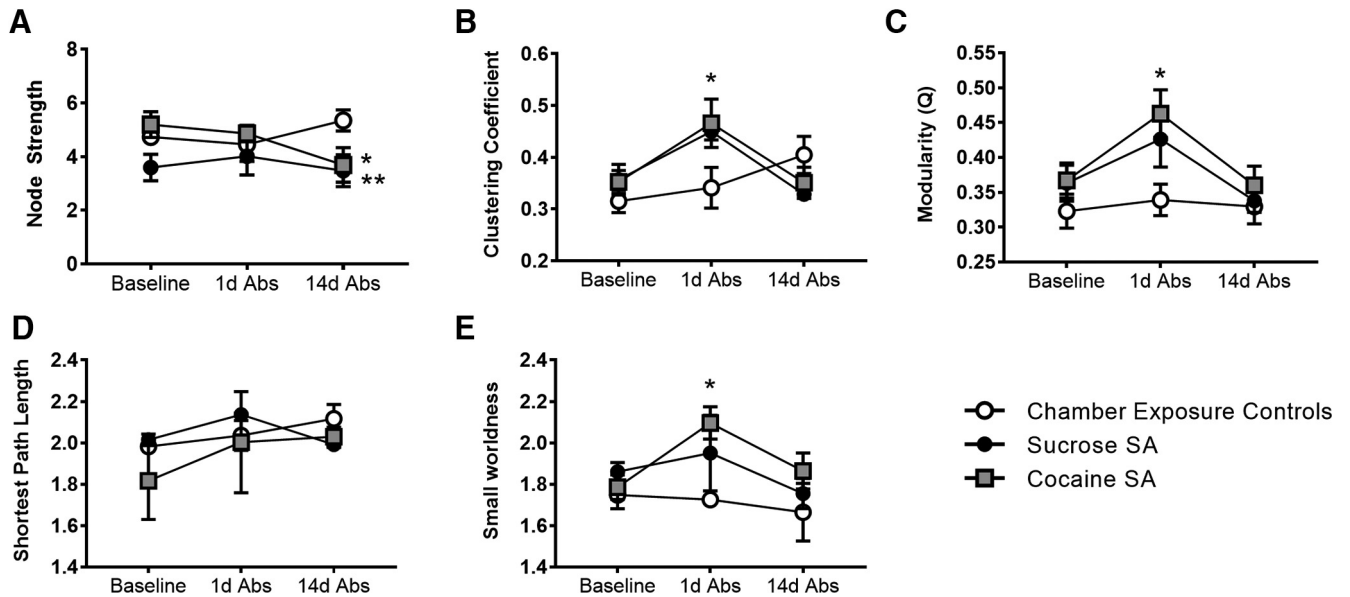 A
Node Strength
8
6
4
2
0
*
**
Baseline 1d Abs 14d Abs
B
Clustering Coefficient
0.6
0.5
0.4
0.3
0.2
*
Baseline 1d Abs 14d Abs
C
Modularity (Q)
0.55
0.50
0.45
0.40
0.35
0.30
0.25
*
Baseline 1d Abs 14d Abs
D
Shortest Path Length
2.4
2.2
2.0
1.8
1.6
1.4
Baseline 1d Abs 14d Abs
E
Small worldness
2.4
2.2
2.0
1.8
1.6
1.4
*
Baseline 1d Abs 14d Abs
Chamber Exposure Controls
Sucrose SA
Cocaine SA